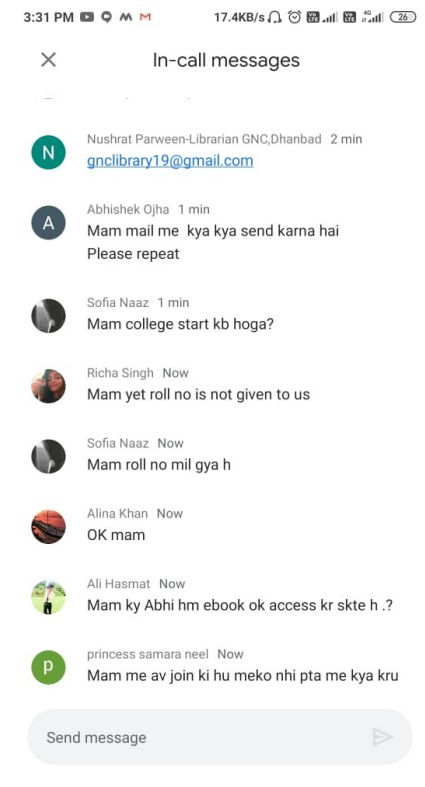 3:31 PM
17.4KB/s
4G
26
In-call messages
N
Nushrat Parween-Librarian GNC,Dhanbad 2 min
gnclibrary19@gmail.com
A
Abhishek Ojha 1 min
Mam mail me kya kya send karna hai
Please repeat
Sofia Naaz 1 min
Mam college start kb hoga?
Richa Singh Now
Mam yet roll no is not given to us
Sofia Naaz Now
Mam roll no mil gya h
Alina Khan Now
OK mam
Ali Hasmat Now
Mam ky Abhi hm ebook ok access kr skte h .?
p
princess samara neel Now
Mam me av join ki hu meko nhi pta me kya kru
Send message